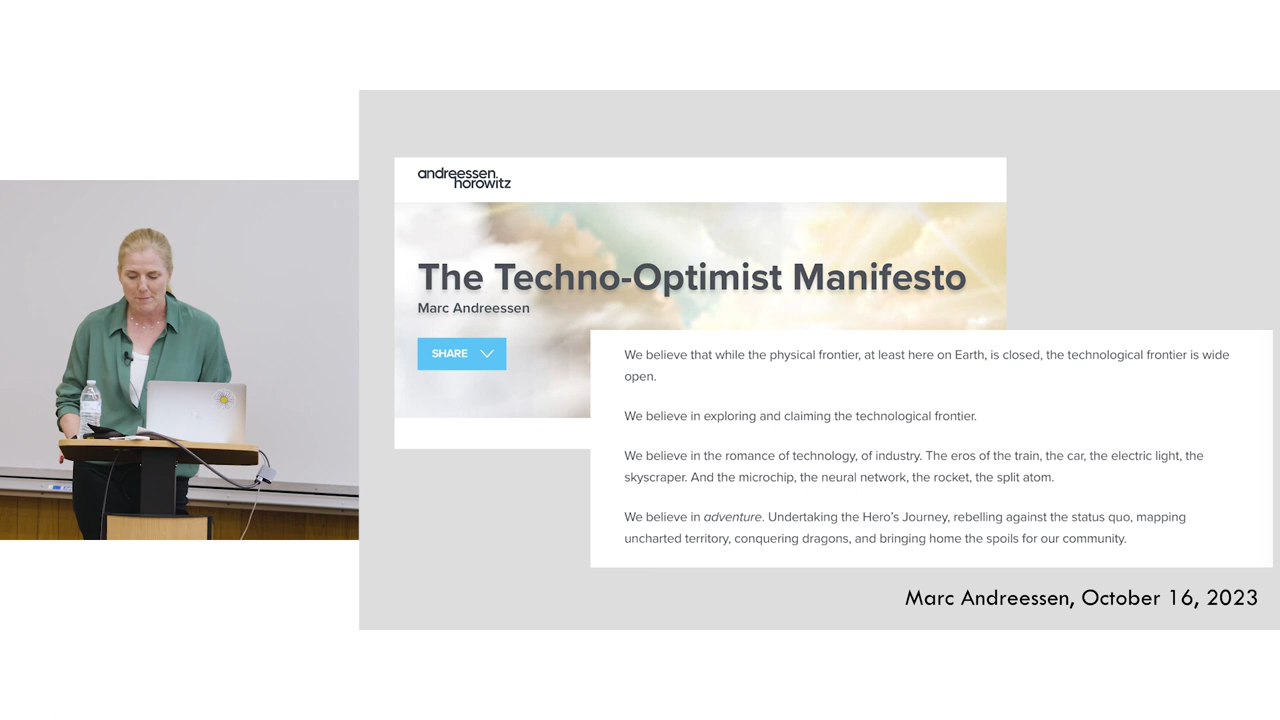 andreessen.
horowitz
The Techno-Optimist Manifesto
Marc Andreessen
SHARE
We believe that while the physical frontier, at least here on Earth, is closed, the technological frontier is wide
open.
We believe in exploring and claiming the technological frontier.
We believe in the romance of technology, of industry. The eros of the train, the car, the electric light, the
skyscraper. And the microchip, the neural network, the rocket, the split atom.
We believe in adventure. Undertaking the Hero’s Journey, rebelling against the status quo, mapping
uncharted territory, conquering dragons, and bringing home the spoils for our community.
Marc Andreessen, October 16, 2023